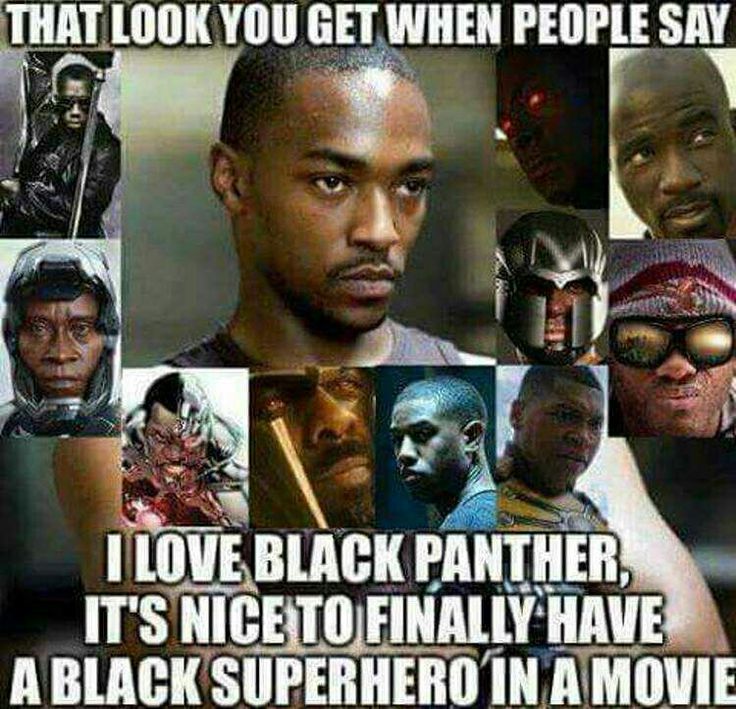 THAT LOOK YOU GET WHEN PEOPLE SAY
I LOVE BLACK PANTHER,
IT'S NICE TO FINALLY HAVE
A BLACK SUPERHERO IN A MOVIE